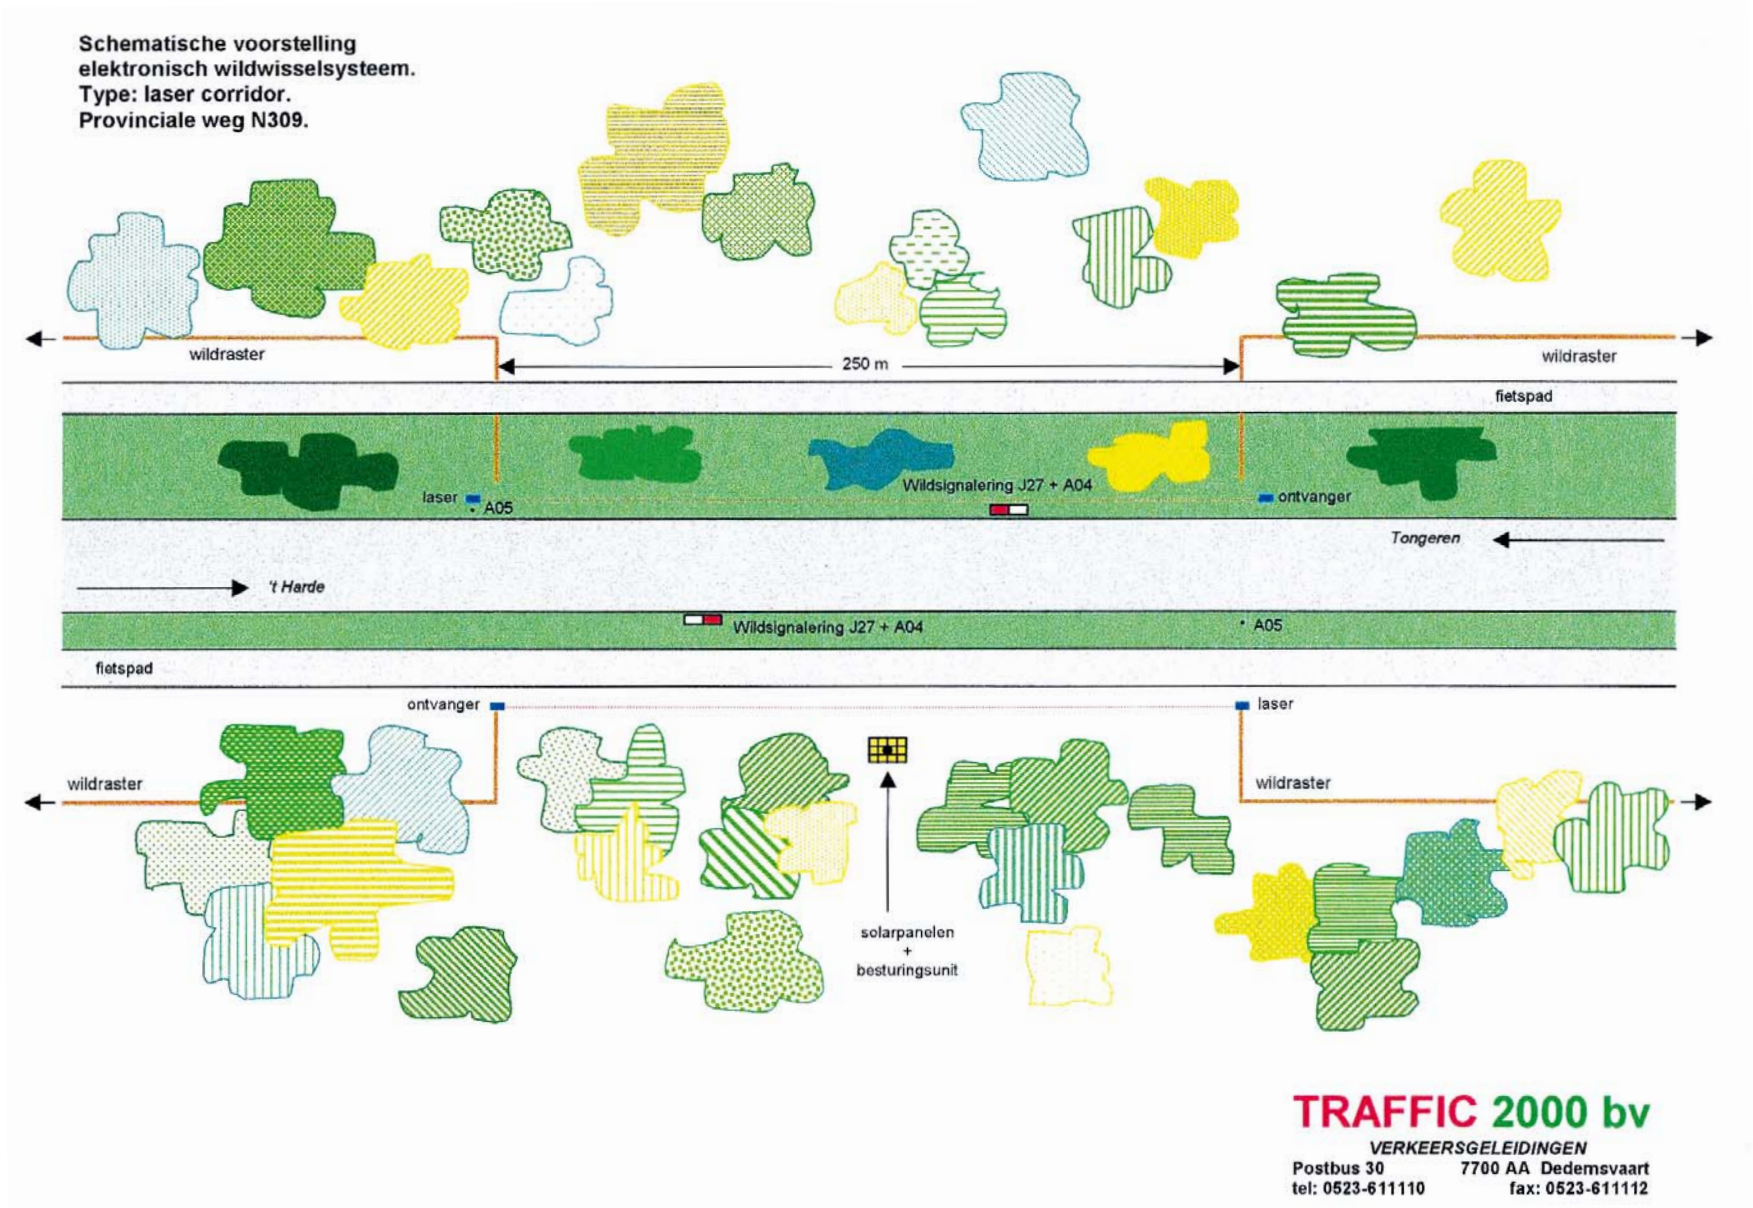 Schematische voorstelling
elektronisch wildwisselsysteem.
Type: laser corridor.
Provinciale weg N309.
wildraster
250 m
wildraster
fietspad
Wildsignalering J27 + A04
laser
A05
ontvanger
Tongeren
't Harde
Wildsignalering J27 + A04
A05
fietspad
ontvanger
laser
wildraster
wildraster
solarpanelen
+
besturingsunit
TRAFFIC 2000 bv
VERKEERSGELEIDINGEN
Postbus 30 7700 AA Dedemsvaart
tel: 0523-611110 fax: 0523-611112